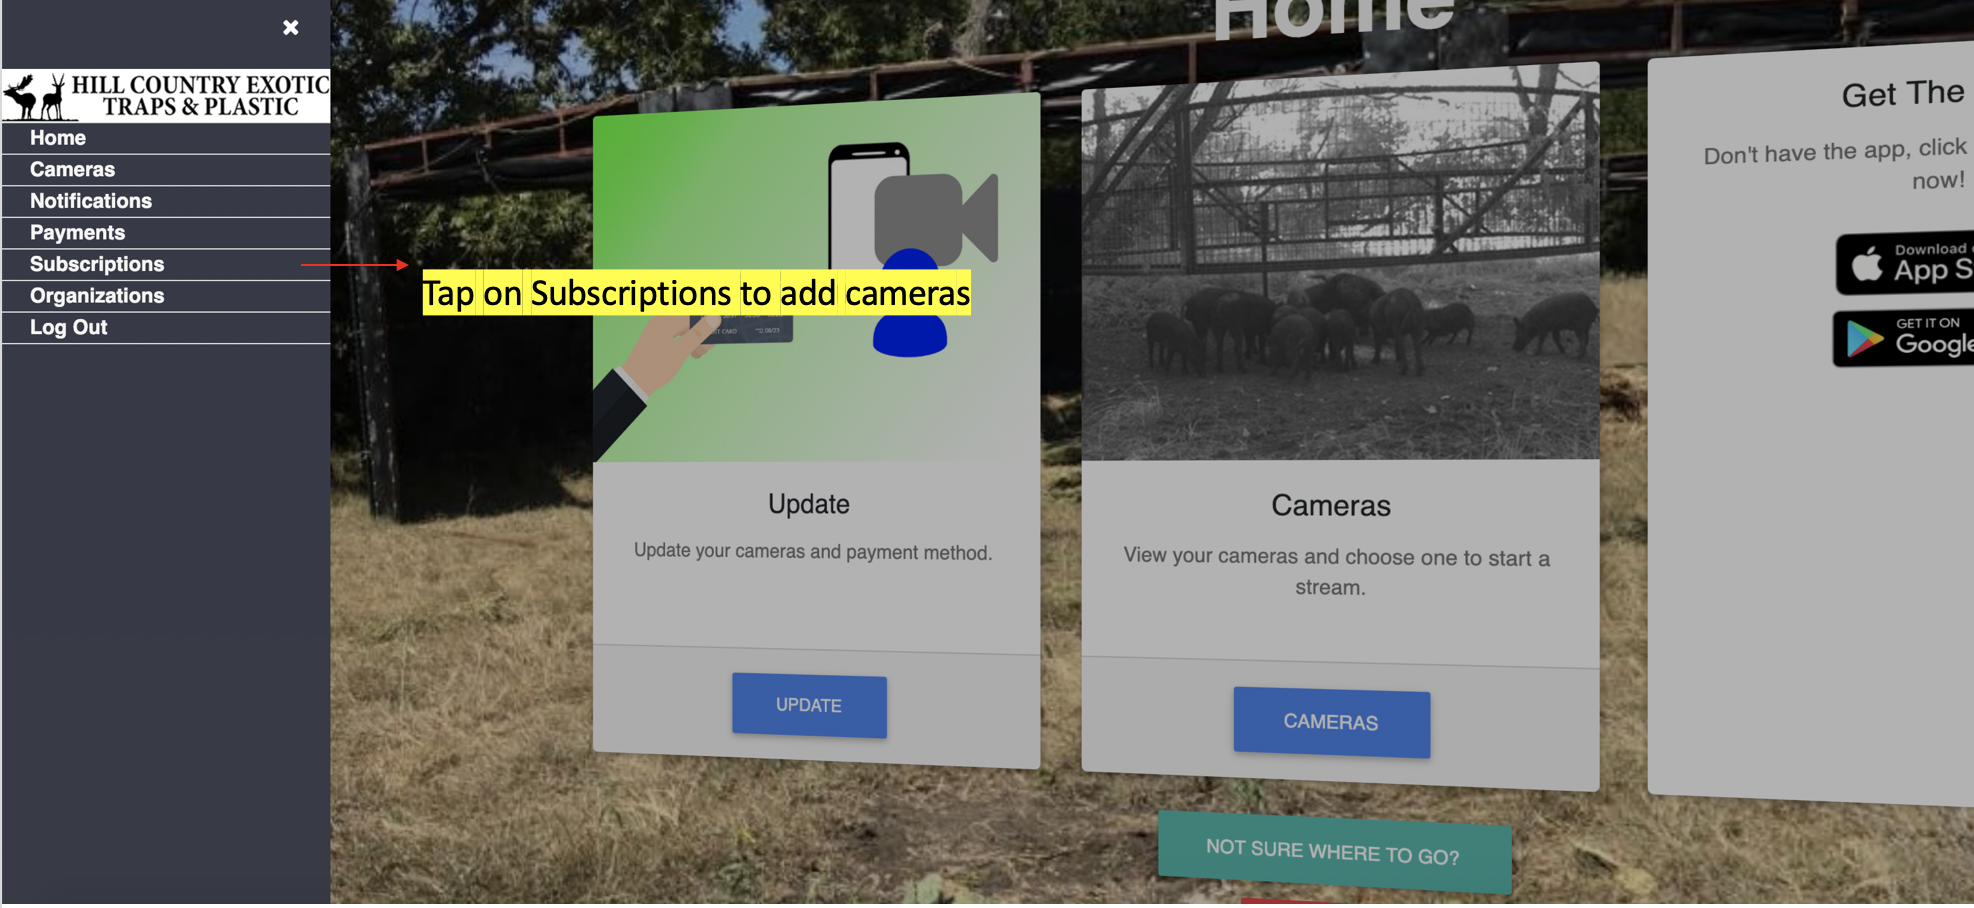 Home
HILL COUNTRY EXOTIC
TRAPS & PLASTIC
Home
Cameras
Notifications
Payments
Subscriptions
Organizations
Log Out
Tap on Subscriptions to add cameras
Update
Update your cameras and payment method.
UPDATE
Cameras
View your cameras and choose one to start a
stream.
CAMERAS
Get The
Don't have the app, click
now!
Download
App S
GET IT ON
Google
NOT SURE WHERE TO GO?